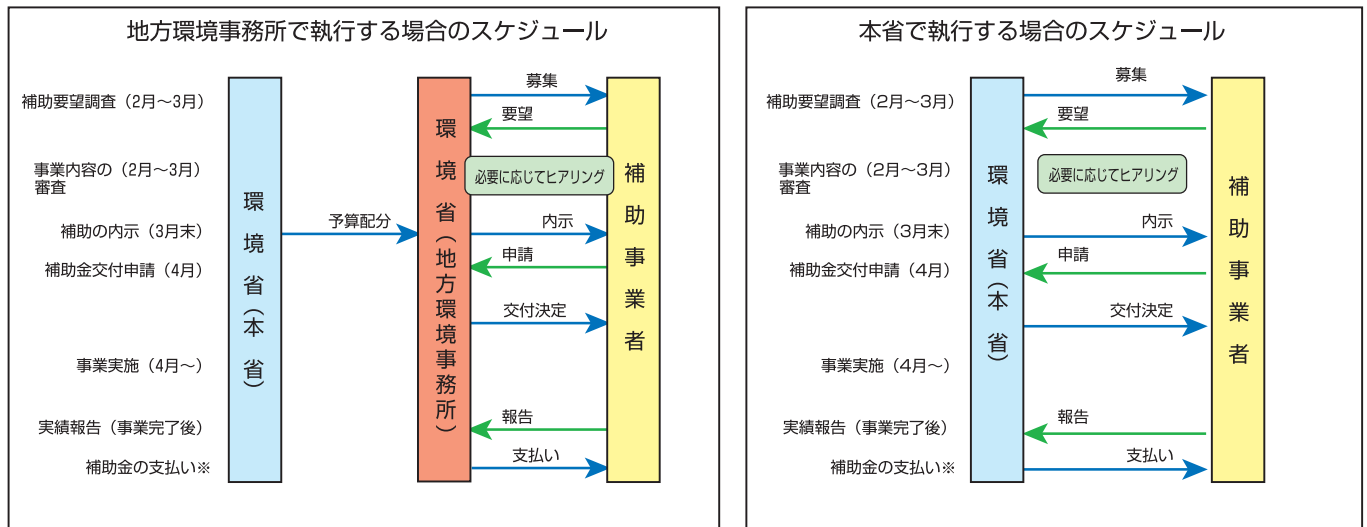 地方環境事務所で執行する場合のスケジュール
補助要望調査（2月〜3月）
事業内容の（2月〜3月）
審査
補助の内示（3月末）
補助金交付申請（4月）
事業実施（4月〜）
実績報告（事業完了後）
補助金の支払い※
環境省（本省）
予算配分
環境省（地方環境事務所）
募集
要望
必要に応じてヒアリング
内示
申請
交付決定
報告
支払い
補助事業者
本省で執行する場合のスケジュール
補助要望調査（2月〜3月）
事業内容の（2月〜3月）
審査
補助の内示（3月末）
補助金交付申請（4月）
事業実施（4月〜）
実績報告（事業完了後）
補助金の支払い※
環境省（本省）
募集
要望
必要に応じてヒアリング
内示
申請
交付決定
報告
支払い
補助事業者